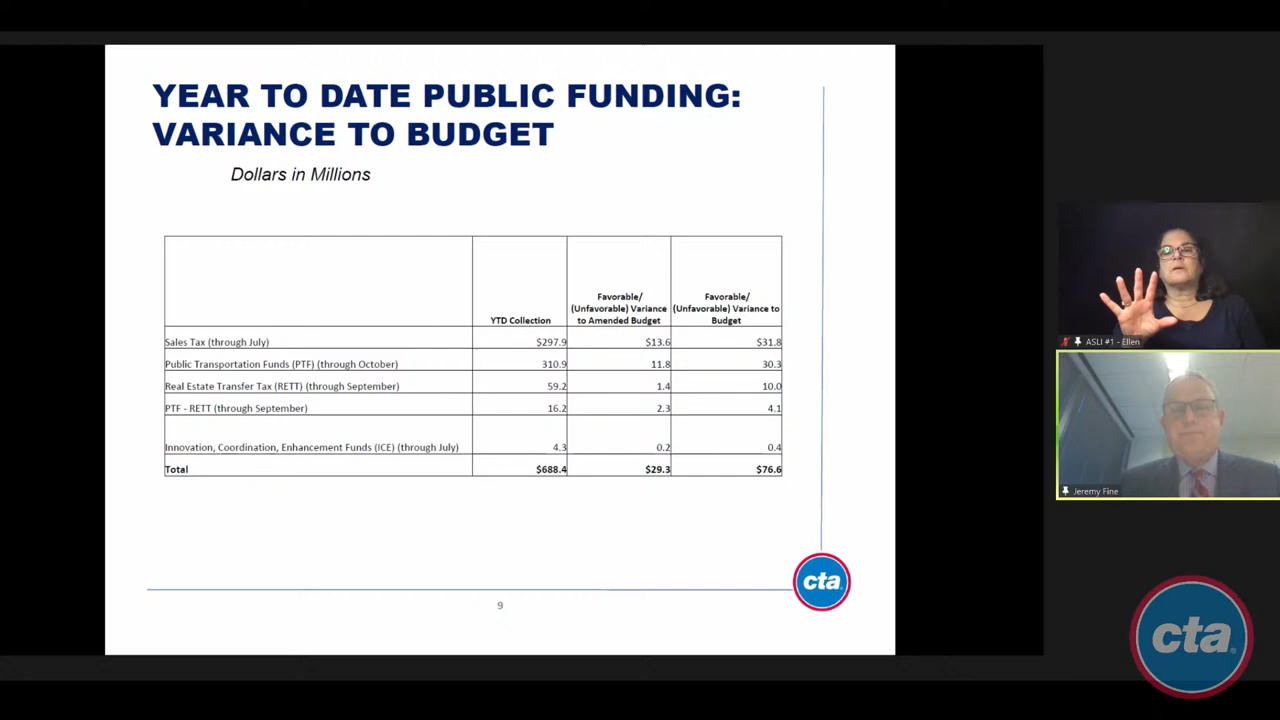 YEAR TO DATE PUBLIC FUNDING:
VARIANCE TO BUDGET
Dollars in Millions
YTD Collection
Favorable/
(Unfavorable) Variance
to Amended Budget
Favorable/
(Unfavorable) Variance to
Budget
Sales Tax (through July) $297.9 $13.6 $31.8
Public Transportation Funds (PTF) (through October) 310.9 11.8 30.3
Real Estate Transfer Tax (RETT) (through September) 59.2 1.4 10.0
PTF - RETT (through September) 16.2 2.3 4.1
Innovation, Coordination, Enhancement Funds (ICE) (through July) 4.3 0.2 0.4
Total $688.4 $29.3 $76.6
cta
9
ASLI #1 - Ellen
Jeremy Fine
cta